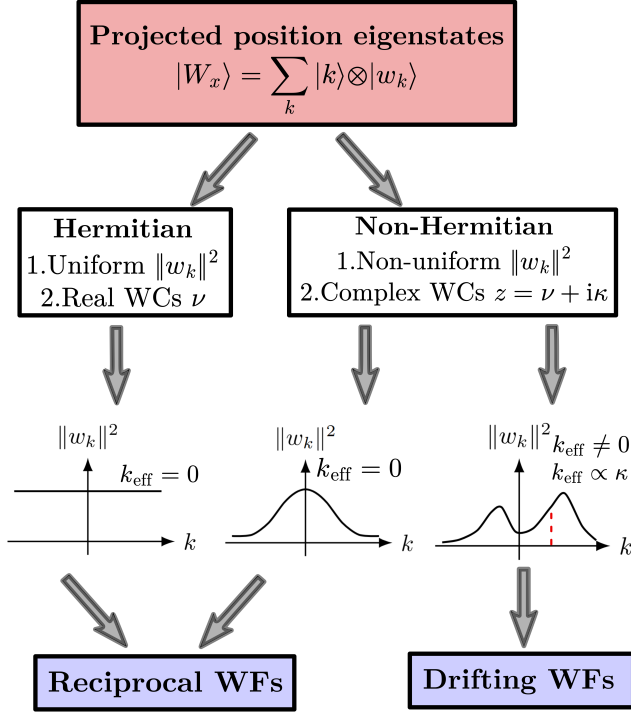 Projected position eigenstates
|W_x⟩ = ∑_k |k⟩⊗|w_k⟩
Hermitian
1.Uniform ‖w_k‖²
2.Real WCs ν
Non-Hermitian
1.Non-uniform ‖w_k‖²
2.Complex WCs z = ν + iκ
‖w_k‖²
k_eff = 0
k
‖w_k‖²
k_eff = 0
k
‖w_k‖²
k_eff ≠ 0
k_eff ∝ κ
k
Reciprocal WFs
Drifting WFs